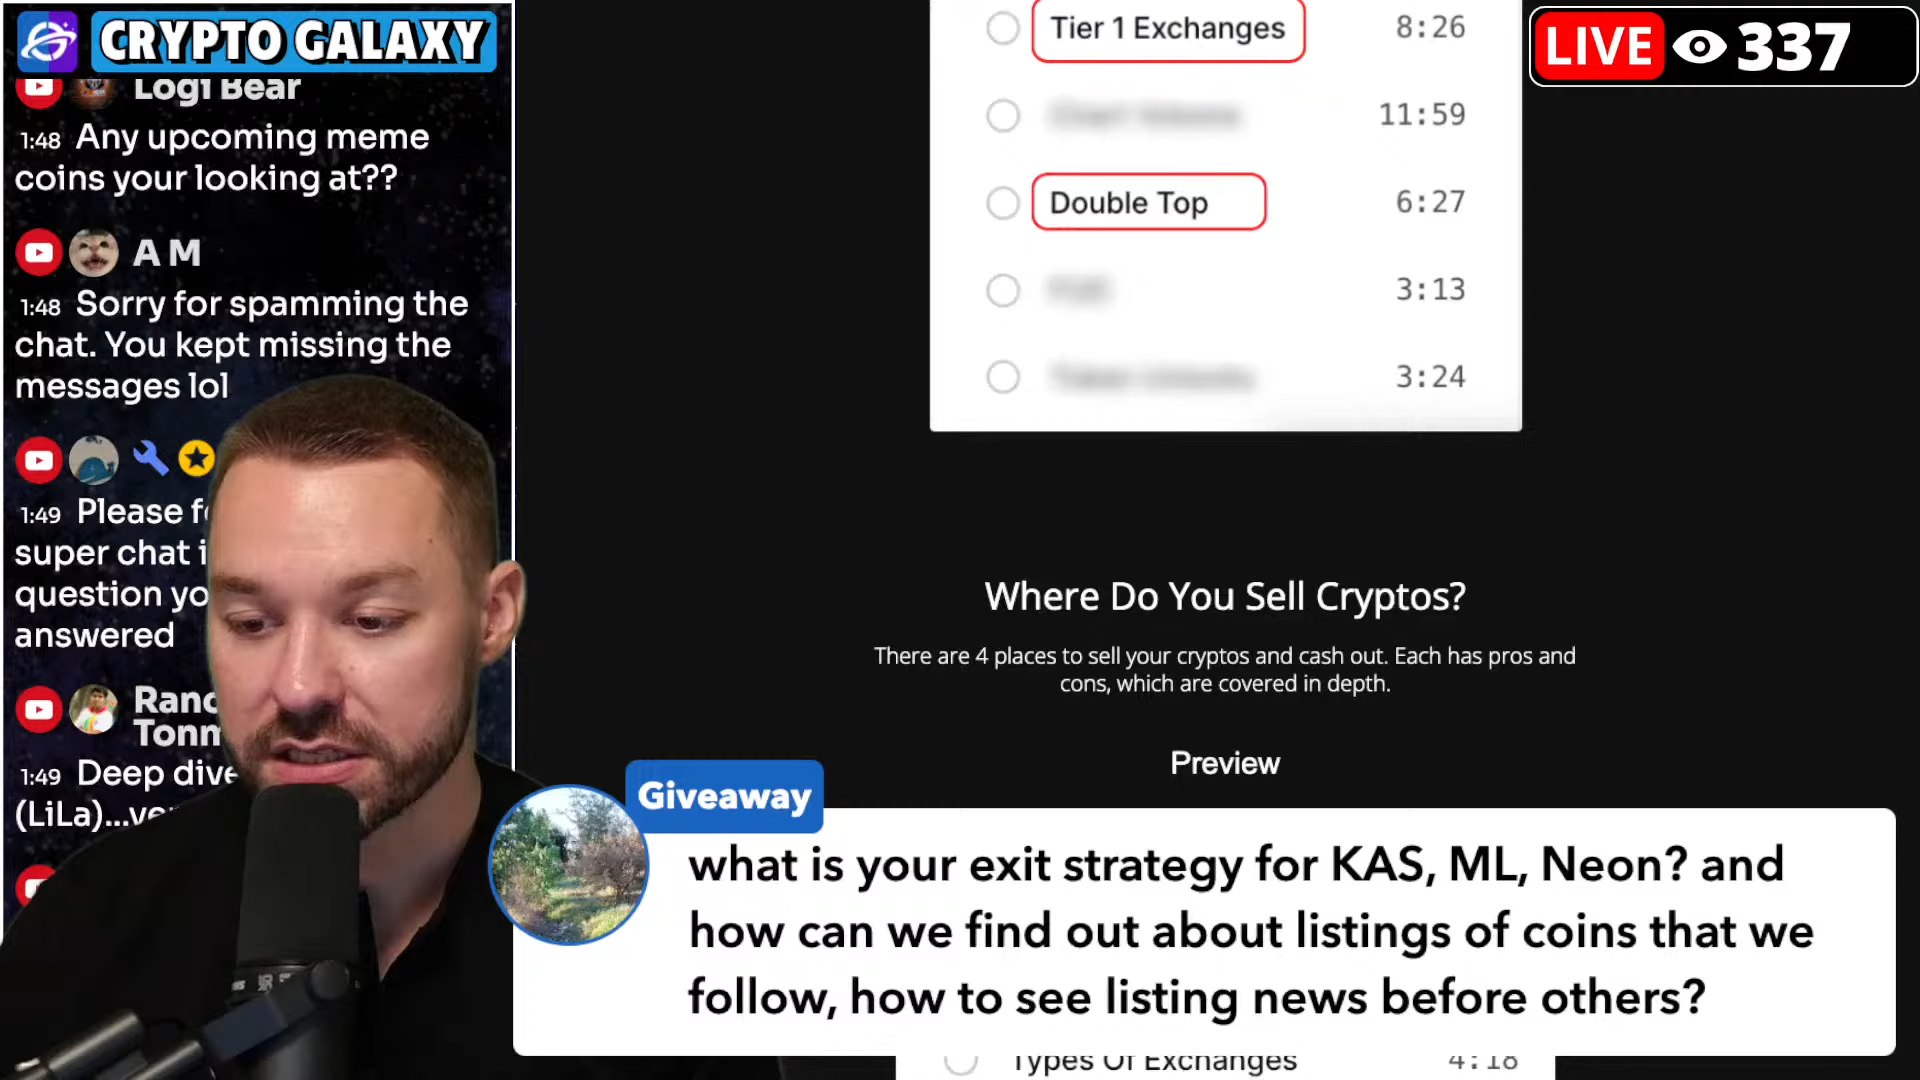 CRYPTO GALAXY
Logi Bear
1:48 Any upcoming meme
coins your looking at??
A M
1:48 Sorry for spamming the
chat. You kept missing the
messages lol
1:49 Please
super chat
question
answered
1:49 Deep dive
(LiLa)...
Tier 1 Exchanges 8:26
11:59
Double Top 6:27
3:13
3:24
LIVE 337
Where Do You Sell Cryptos?
There are 4 places to sell your cryptos and cash out. Each has pros and
cons, which are covered in depth.
Preview
Giveaway
what is your exit strategy for KAS, ML, Neon? and
how can we find out about listings of coins that we
follow, how to see listing news before others?
Types Of Exchanges 4:18